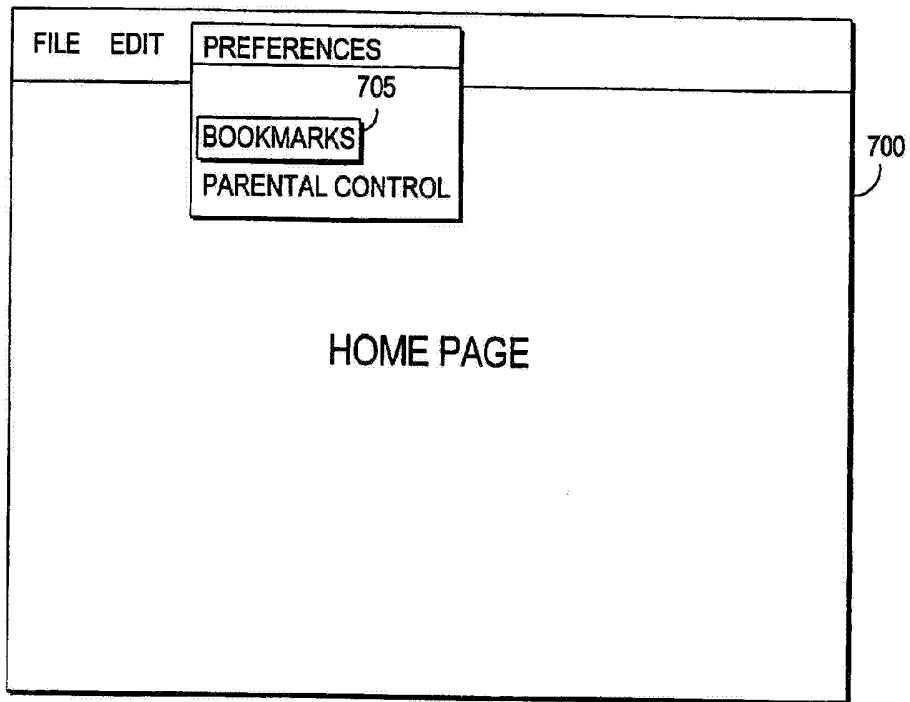 FILE EDIT PREFERENCES
705
BOOKMARKS
700
PARENTAL CONTROL
HOME PAGE